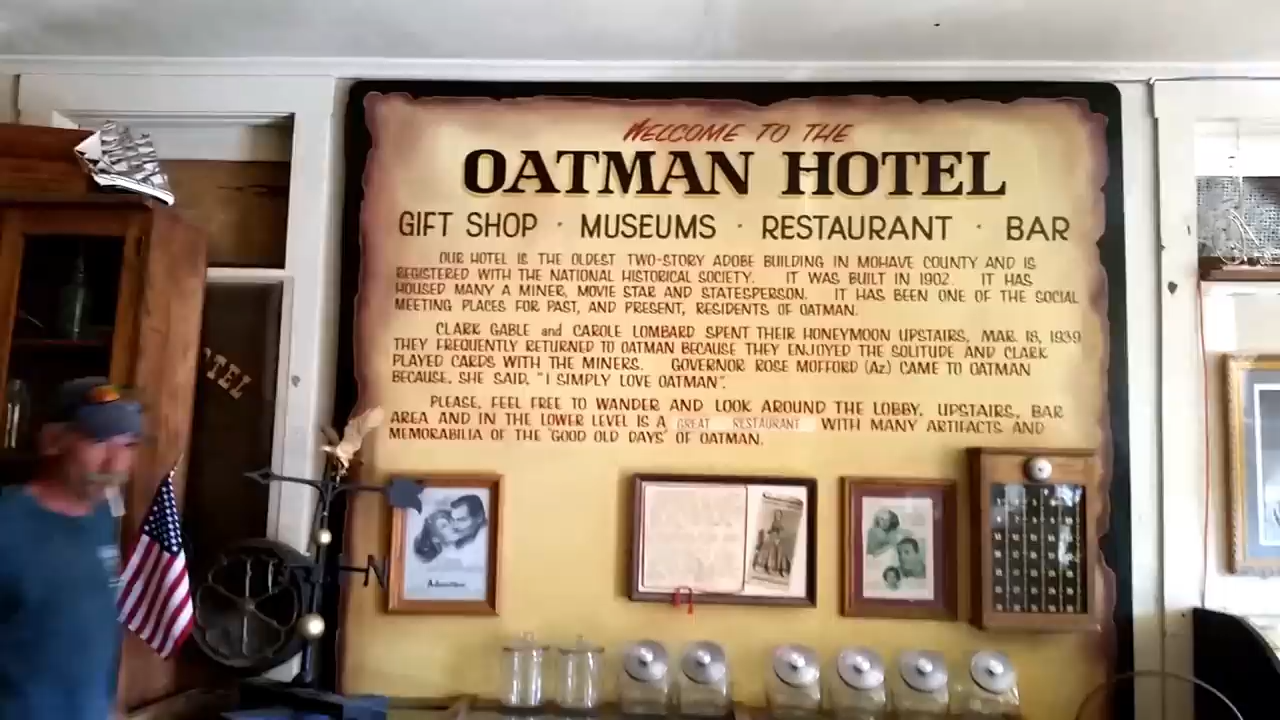 WELCOME TO THE
OATMAN HOTEL
GIFT SHOP · MUSEUMS · RESTAURANT · BAR
OUR HOTEL IS THE OLDEST TWO-STORY ADOBE BUILDING IN MOHAVE COUNTY AND IS
REGISTERED WITH THE NATIONAL HISTORICAL SOCIETY. IT WAS BUILT IN 1902. IT HAS
HOUSED MANY A MINER, MOVIE STAR AND STATESPERSON. IT HAS BEEN ONE OF THE SOCIAL
MEETING PLACES FOR PAST, AND PRESENT, RESIDENTS OF OATMAN.
CLARK GABLE and CAROLE LOMBARD SPENT THEIR HONEYMOON UPSTAIRS, MAR. 18, 1939
THEY FREQUENTLY RETURNED TO OATMAN BECAUSE THEY ENJOYED THE SOLITUDE AND CLARK
PLAYED CARDS WITH THE MINERS. GOVERNOR ROSE MOFFORD (Az) CAME TO OATMAN
BECAUSE, SHE SAID, "I SIMPLY LOVE OATMAN".
PLEASE, FEEL FREE TO WANDER AND LOOK AROUND THE LOBBY, UPSTAIRS, BAR
AREA AND IN THE LOWER LEVEL IS A GREAT RESTAURANT WITH MANY ARTIFACTS AND
MEMORABILIA OF THE 'GOOD OLD DAYS' OF OATMAN.
TEL
N